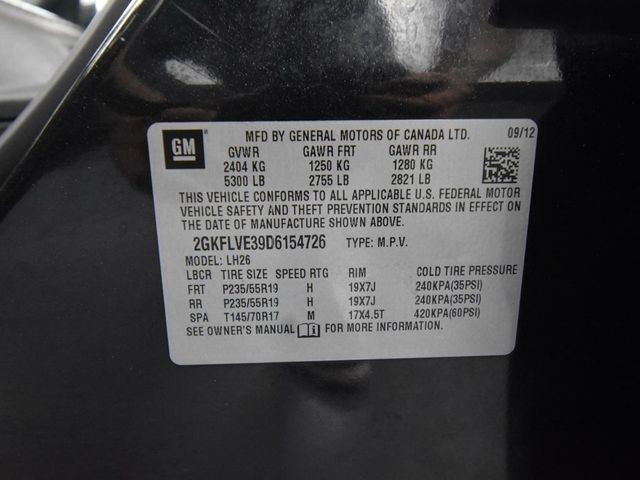 GM MFD BY GENERAL MOTORS OF CANADA LTD. 09/12
GVWR GAWR FRT GAWR RR
2404 KG 1250 KG 1280 KG
5300 LB 2755 LB 2821 LB
THIS VEHICLE CONFORMS TO ALL APPLICABLE U.S. FEDERAL MOTOR
VEHICLE SAFETY AND THEFT PREVENTION STANDARDS IN EFFECT ON
THE DATE OF MANUFACTURE SHOWN ABOVE.
2GKFLVE39D6154726 TYPE: M.P.V.
MODEL: LH26
LBCR TIRE SIZE SPEED RTG RIM COLD TIRE PRESSURE
FRT P235/55R19 H 19X7J 240KPA(35PSI)
RR P235/55R19 H 19X7J 240KPA(35PSI)
SPA T145/70R17 M 17X4.5T 420KPA(60PSI)
SEE OWNER'S MANUAL FOR MORE INFORMATION.